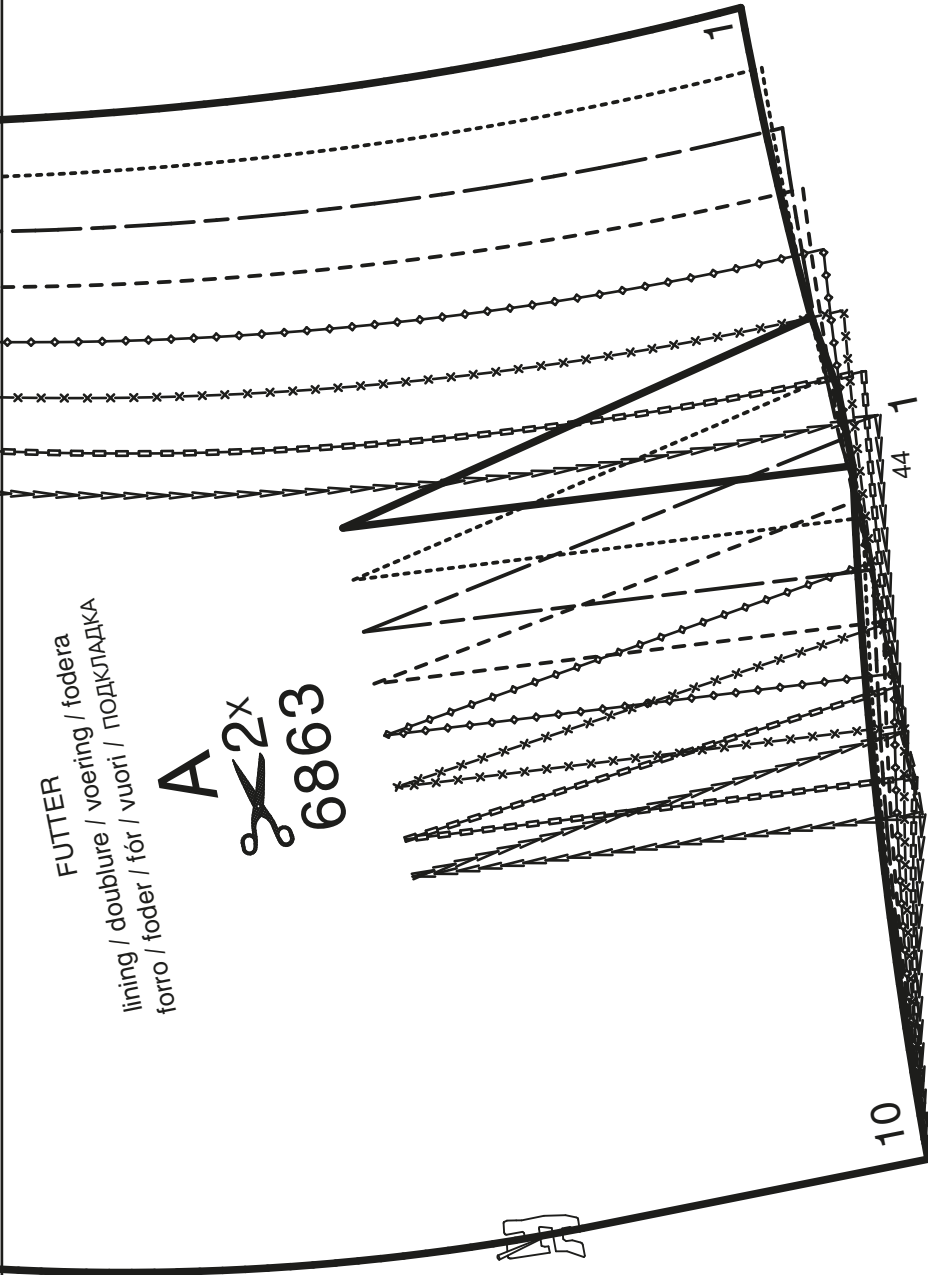 1
1
44
FUTTER
lining / doublure / voering / fodera
forro / foder / fór / vuori / ПОДКЛАДКА
A
2x
6863
10